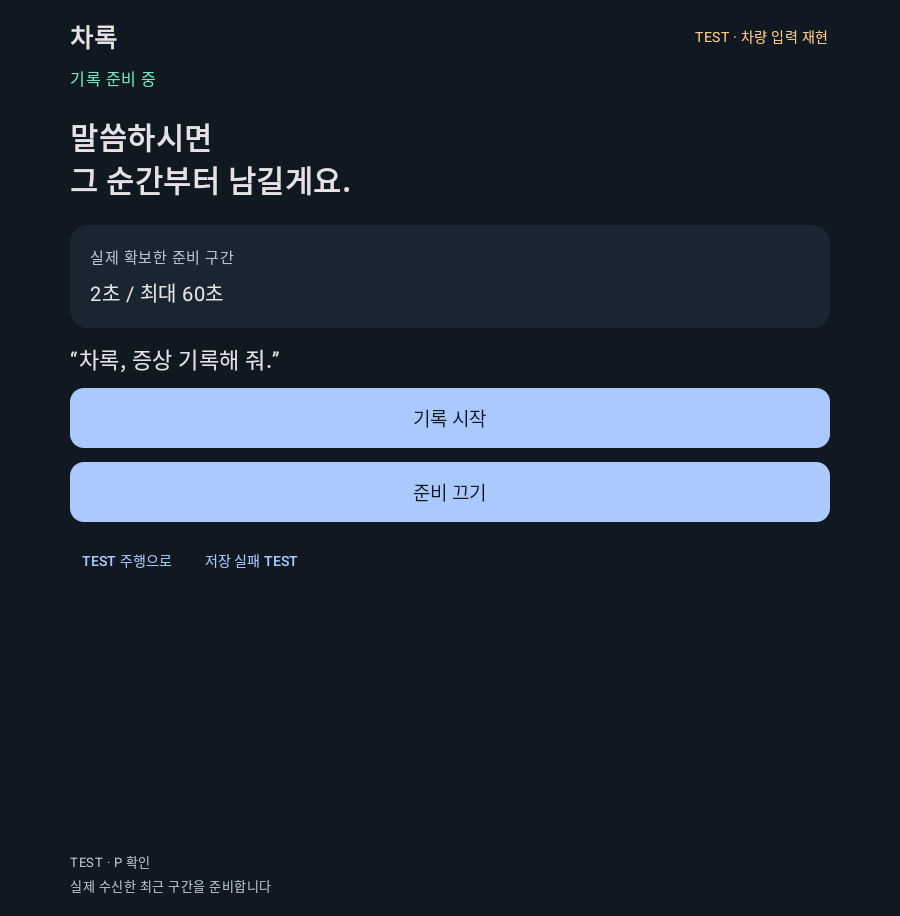 차록
TEST · 차량 입력 재현
기록 준비 중
말씀하시면
그 순간부터 남길게요.
실제 확보한 준비 구간
2초 / 최대 60초
“차록, 증상 기록해 줘.”
기록 시작
준비 끄기
TEST 주행으로
저장 실패 TEST
TEST · P 확인
실제 수신한 최근 구간을 준비합니다